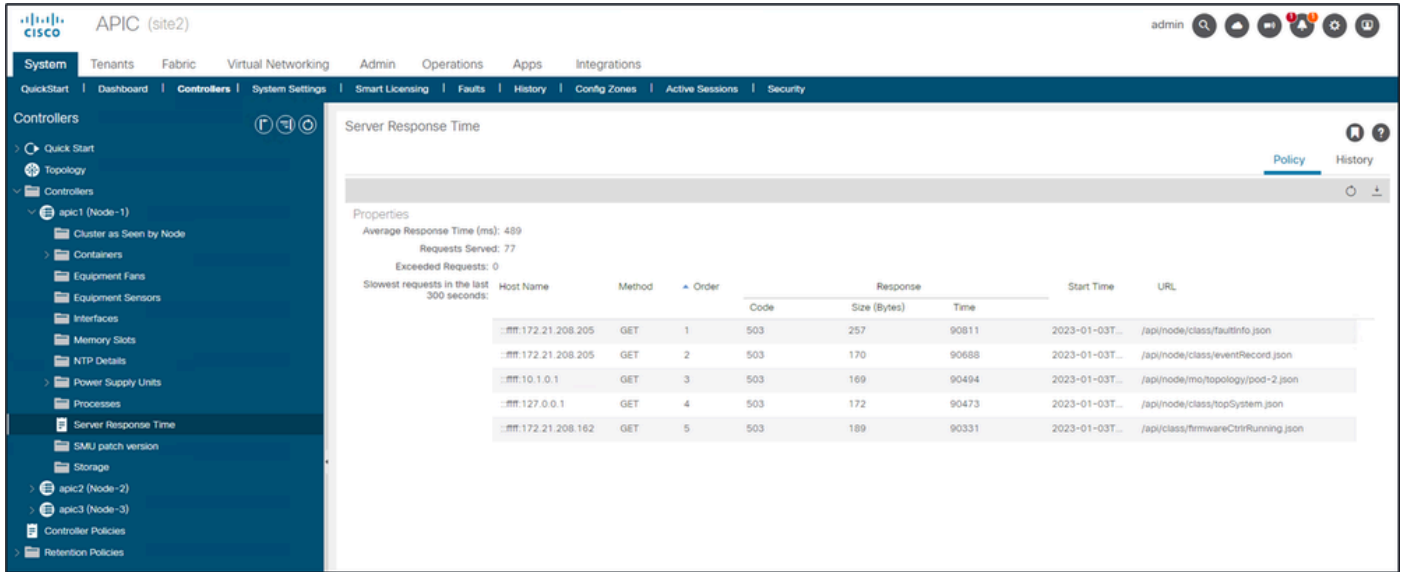 cisco APIC (site2) admin 1 1
System Tenants Fabric Virtual Networking Admin Operations Apps Integrations
QuickStart | Dashboard | Controllers | System Settings | Smart Licensing | Faults | History | Config Zones | Active Sessions | Security
Controllers
Quick Start
Topology
Controllers
apic1 (Node-1)
Cluster as Seen by Node
Containers
Equipment Fans
Equipment Sensors
Interfaces
Memory Slots
NTP Details
Power Supply Units
Processes
Server Response Time
SMU patch version
Storage
apic2 (Node-2)
apic3 (Node-3)
Controller Policies
Retention Policies
Server Response Time
Policy History
Properties
Average Response Time (ms): 489
Requests Served: 77
Exceeded Requests: 0
Slowest requests in the last
300 seconds:
Host Name Method Order Response Start Time URL
Code Size (Bytes) Time
::ffff:172.21.208.205 GET 1 503 257 90811 2023-01-03T... /api/node/class/faultInfo.json
::ffff:172.21.208.205 GET 2 503 170 90688 2023-01-03T... /api/node/class/eventRecord.json
::ffff:10.1.0.1 GET 3 503 169 90494 2023-01-03T... /api/node/mo/topology/pod-2.json
::ffff:127.0.0.1 GET 4 503 172 90473 2023-01-03T... /api/node/class/topSystem.json
::ffff:172.21.208.162 GET 5 503 189 90331 2023-01-03T... /api/class/firmwareCtrlrRunning.json